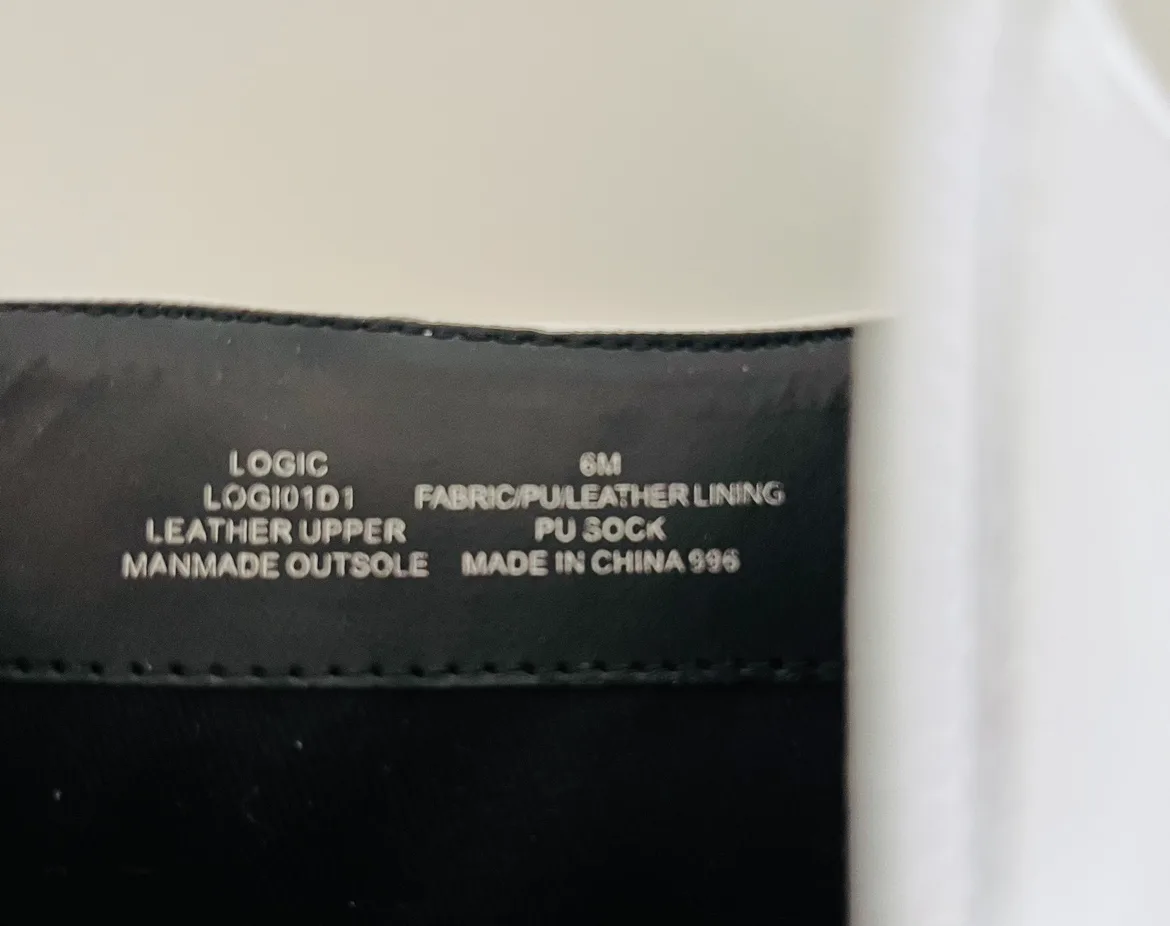 LOGIC
LOGI01D1
LEATHER UPPER
MANMADE OUTSOLE
6M
FABRIC/PU/LEATHER LINING
PU SOCK
MADE IN CHINA 996